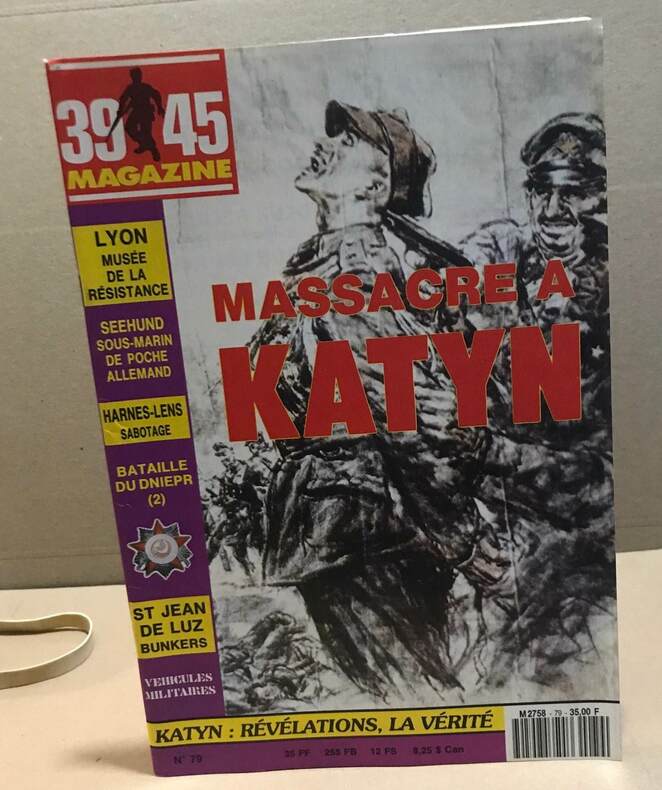 39 45
MAGAZINE
LYON
MUSÉE
DE LA
RÉSISTANCE
SEEHUND
SOUS-MARIN
DE POCHE
ALLEMAND
HARNES-LENS
SABOTAGE
BATAILLE
DU DNIEPR
(2)
ST JEAN
DE LUZ
BUNKERS
VEHICULES
MILITAIRES
MASSACRE A
KATYN
KATYN : RÉVÉLATIONS, LA VÉRITÉ
N° 79
35 FF 255 FB 12 FS 8,25 $ Can
M 2758 - 79 - 35,00 F